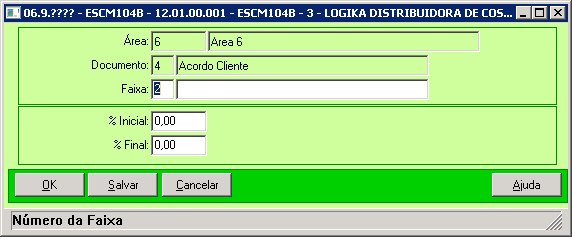 06.9.???? - ESCM104B - 12.01.00.001 - ESCM104B - 3 - LOGIKA DISTRIBUIDORA DE COS...
Área: 6 Area 6
Documento: 4 Acordo Cliente
Faixa: 2
% Inicial: 0,00
% Final: 0,00
OK Salvar Cancelar Ajuda
Número da Faixa